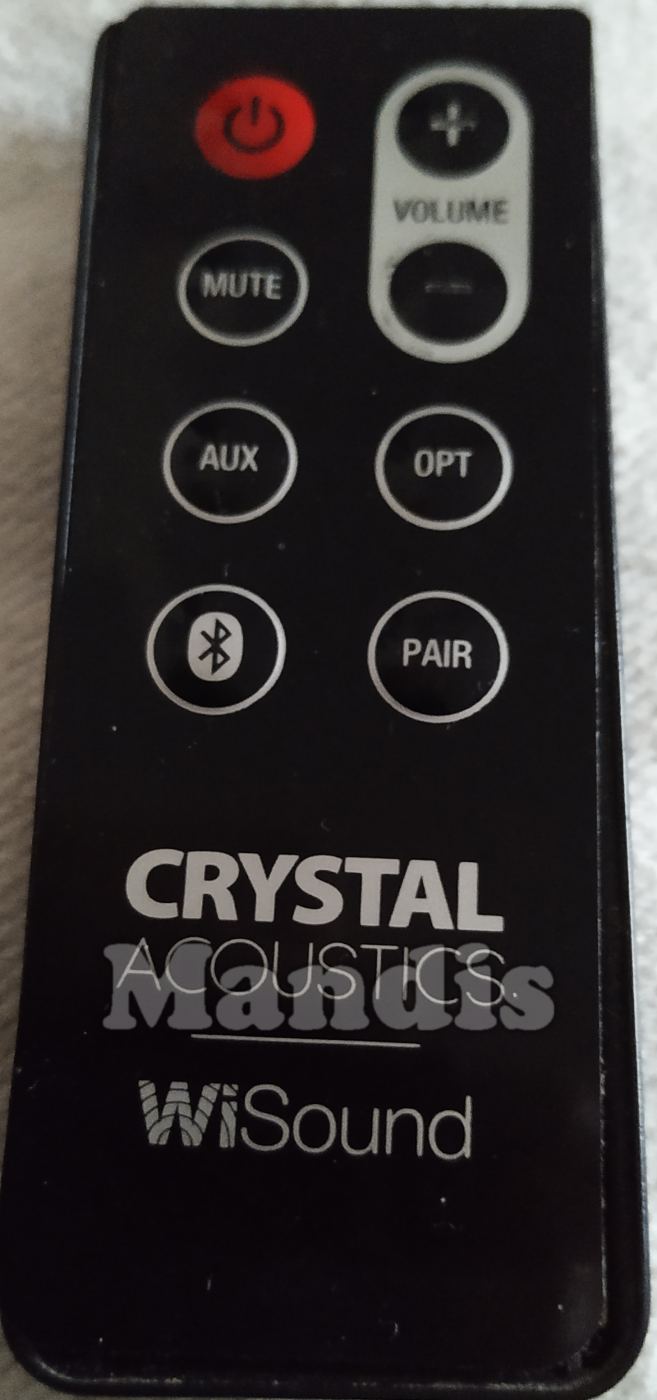 +
VOLUME
MUTE
-
AUX
OPT
PAIR
CRYSTAL
ACOUSTICS.
Mandis
WiSound